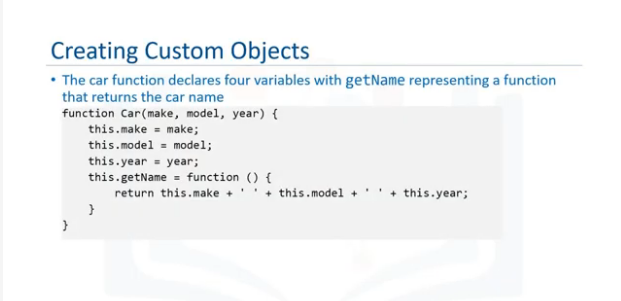 Creating Custom Objects
• The car function declares four variables with getName representing a function
that returns the car name
function Car(make, model, year) {
    this.make = make;
    this.model = model;
    this.year = year;
    this.getName = function () {
        return this.make + ' ' + this.model + ' ' + this.year;
    }
}